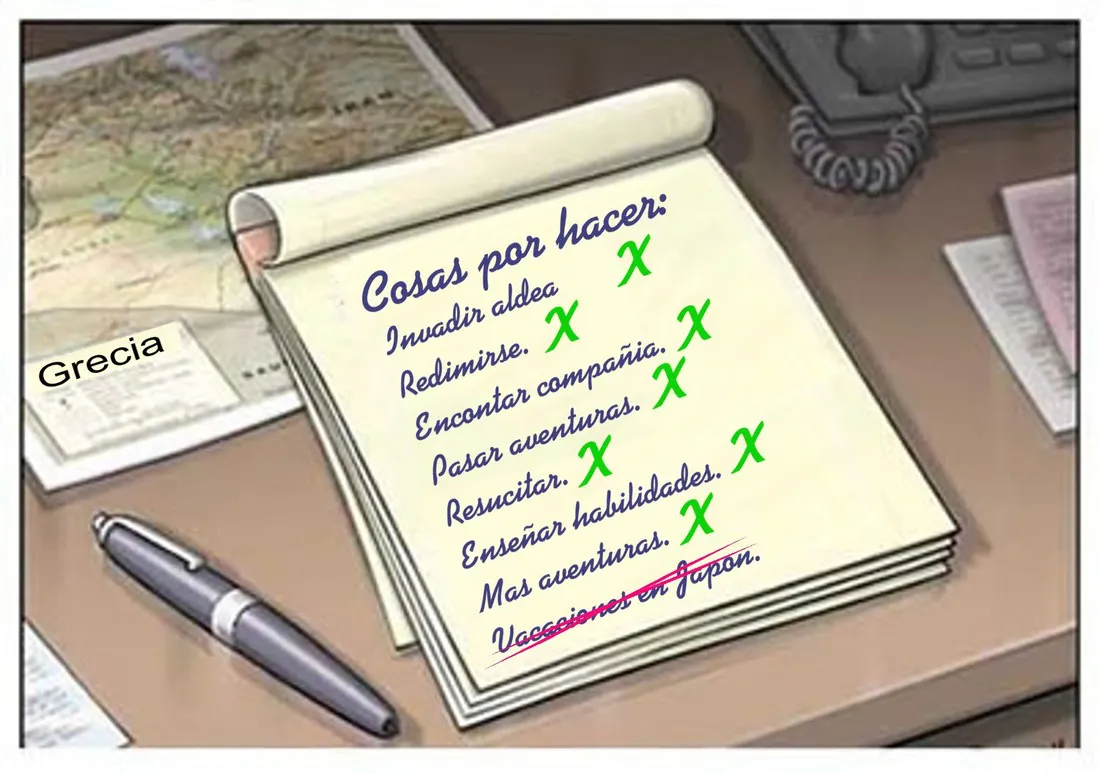 IRAN
Grecia
Cosas por hacer:
Invadir aldea X
Redimirse. X
Encontar compañia. X
Pasar aventuras. X
Resucitar. X
Enseñar habilidades. X
Mas aventuras. X
Vacaciones en Japon.